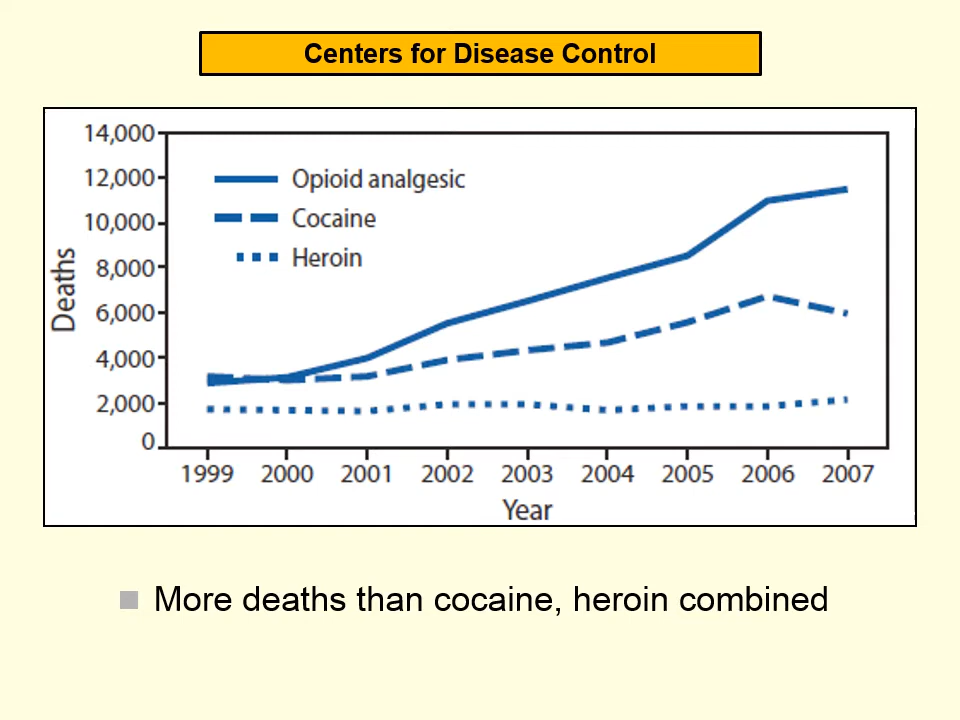 Centers for Disease Control
14,000
12,000
10,000
8,000
6,000
4,000
2,000
0
Deaths
Opioid analgesic
Cocaine
Heroin
1999 2000 2001 2002 2003 2004 2005 2006 2007
Year
More deaths than cocaine, heroin combined